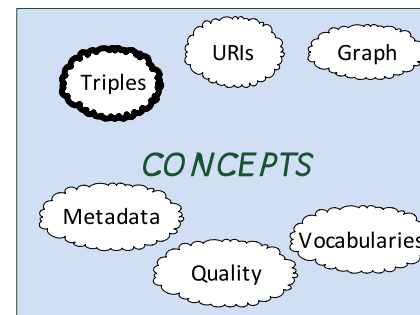 URIs
Graph
Triples
CONCEPTS
Metadata
Vocabularies
Quality